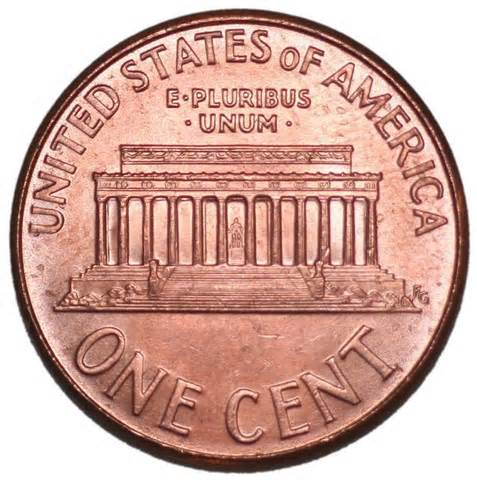 UNITED STATES OF AMERICA
E·PLURIBUS
·UNUM·
FG
ONE CENT